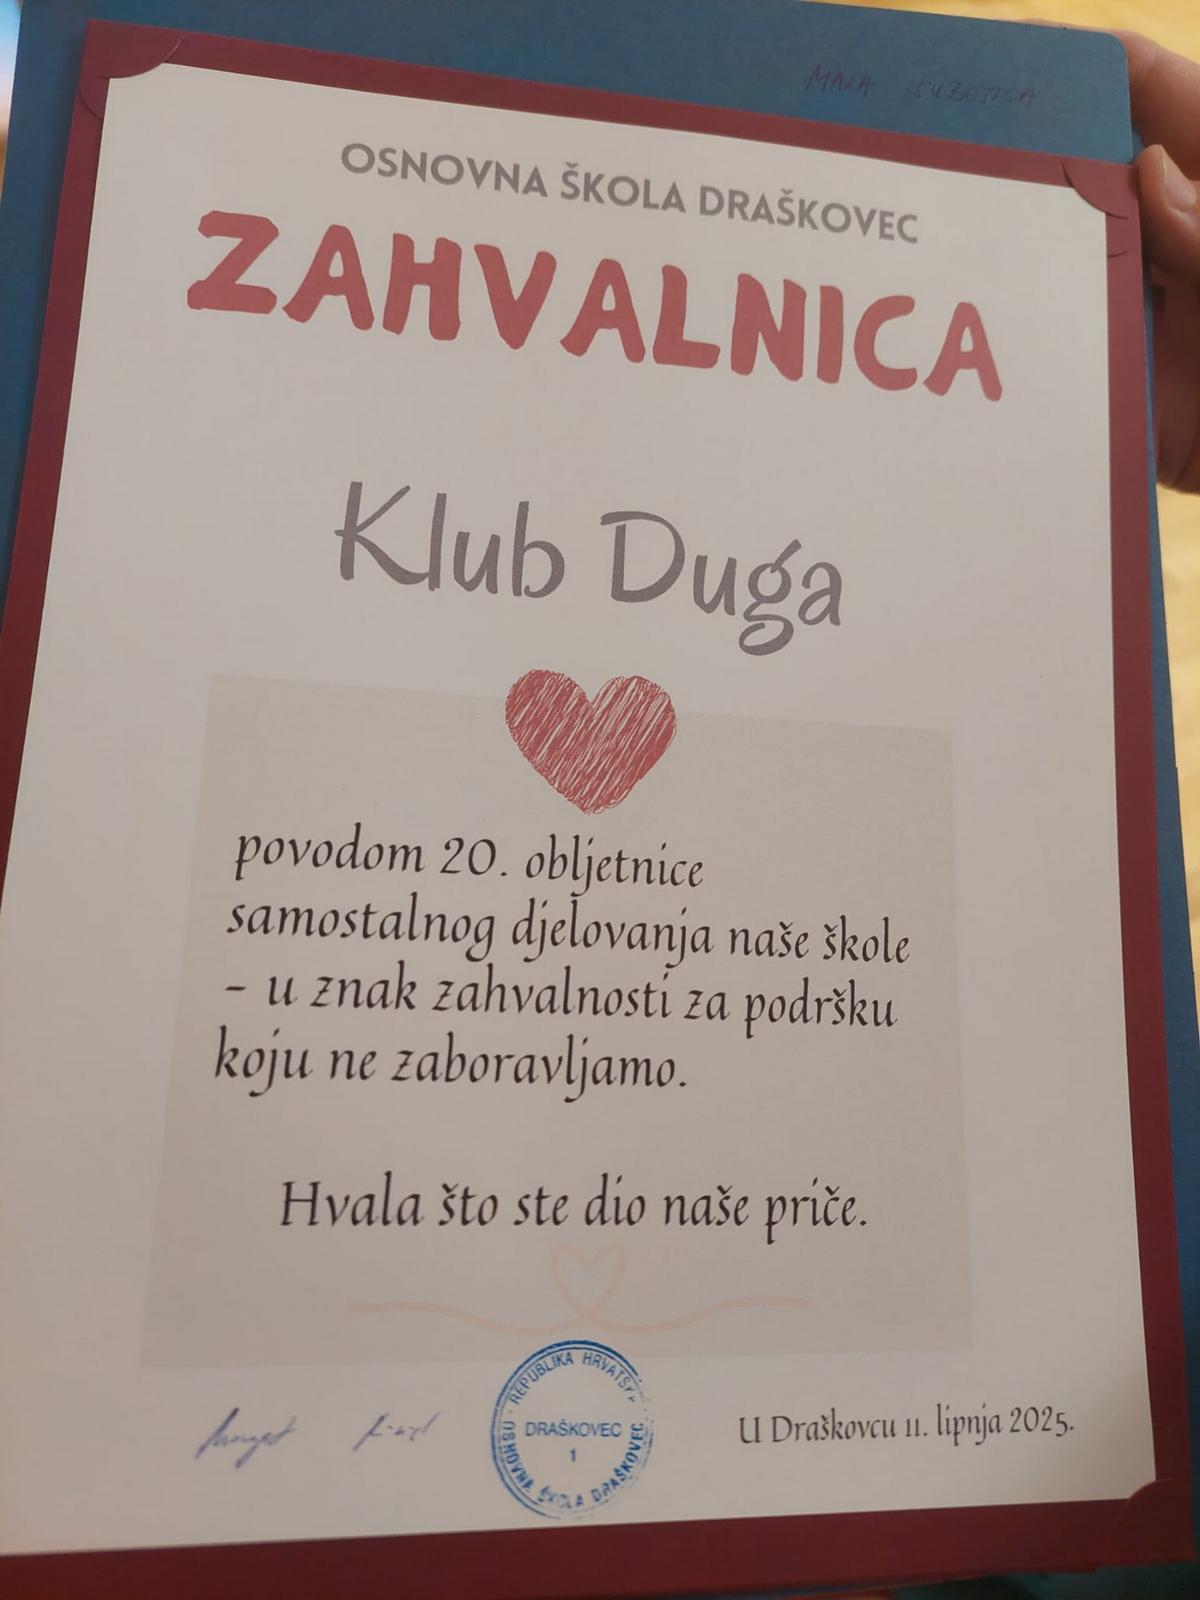 MALA SUBOTICA
OSNOVNA ŠKOLA DRAŠKOVEC
ZAHVALNICA
Klub Duga
povodom 20. obljetnice
samostalnog djelovanja naše škole
- u znak zahvalnosti za podršku
koju ne zaboravljamo.
Hvala što ste dio naše priče.
REPUBLIKA HRVATSKA
DRAŠKOVEC
1
OSNOVNA ŠKOLA DRAŠKOVEC
U Draškovcu 11. lipnja 2025.